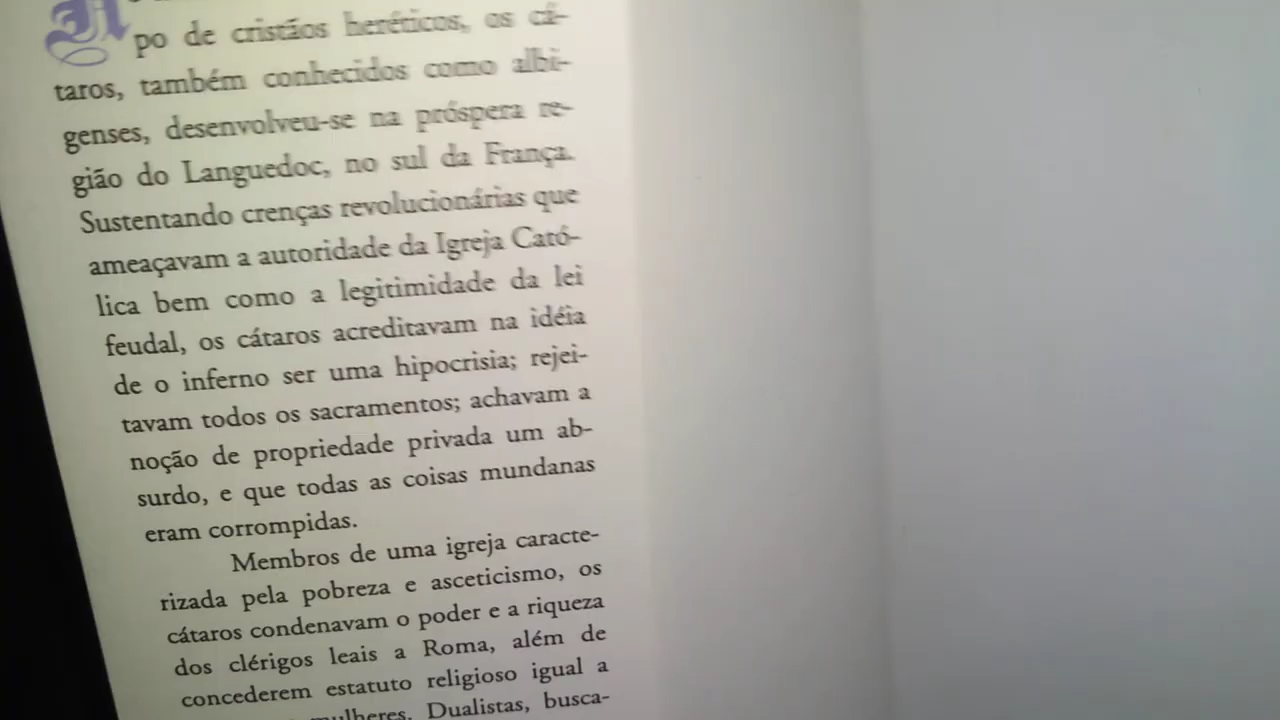 po de cristãos heréticos, os cá-
taros, também conhecidos como albi-
genses, desenvolveu-se na próspera re-
gião do Languedoc, no sul da França.
Sustentando crenças revolucionárias que
ameaçavam a autoridade da Igreja Cató-
lica bem como a legitimidade da lei
feudal, os cátaros acreditavam na idéia
de o inferno ser uma hipocrisia; rejei-
tavam todos os sacramentos; achavam a
noção de propriedade privada um ab-
surdo, e que todas as coisas mundanas
eram corrompidas.
Membros de uma igreja caracte-
rizada pela pobreza e asceticismo, os
cátaros condenavam o poder e a riqueza
dos clérigos leais a Roma, além de
concederem estatuto religioso igual a
mulheres. Dualistas, busca-